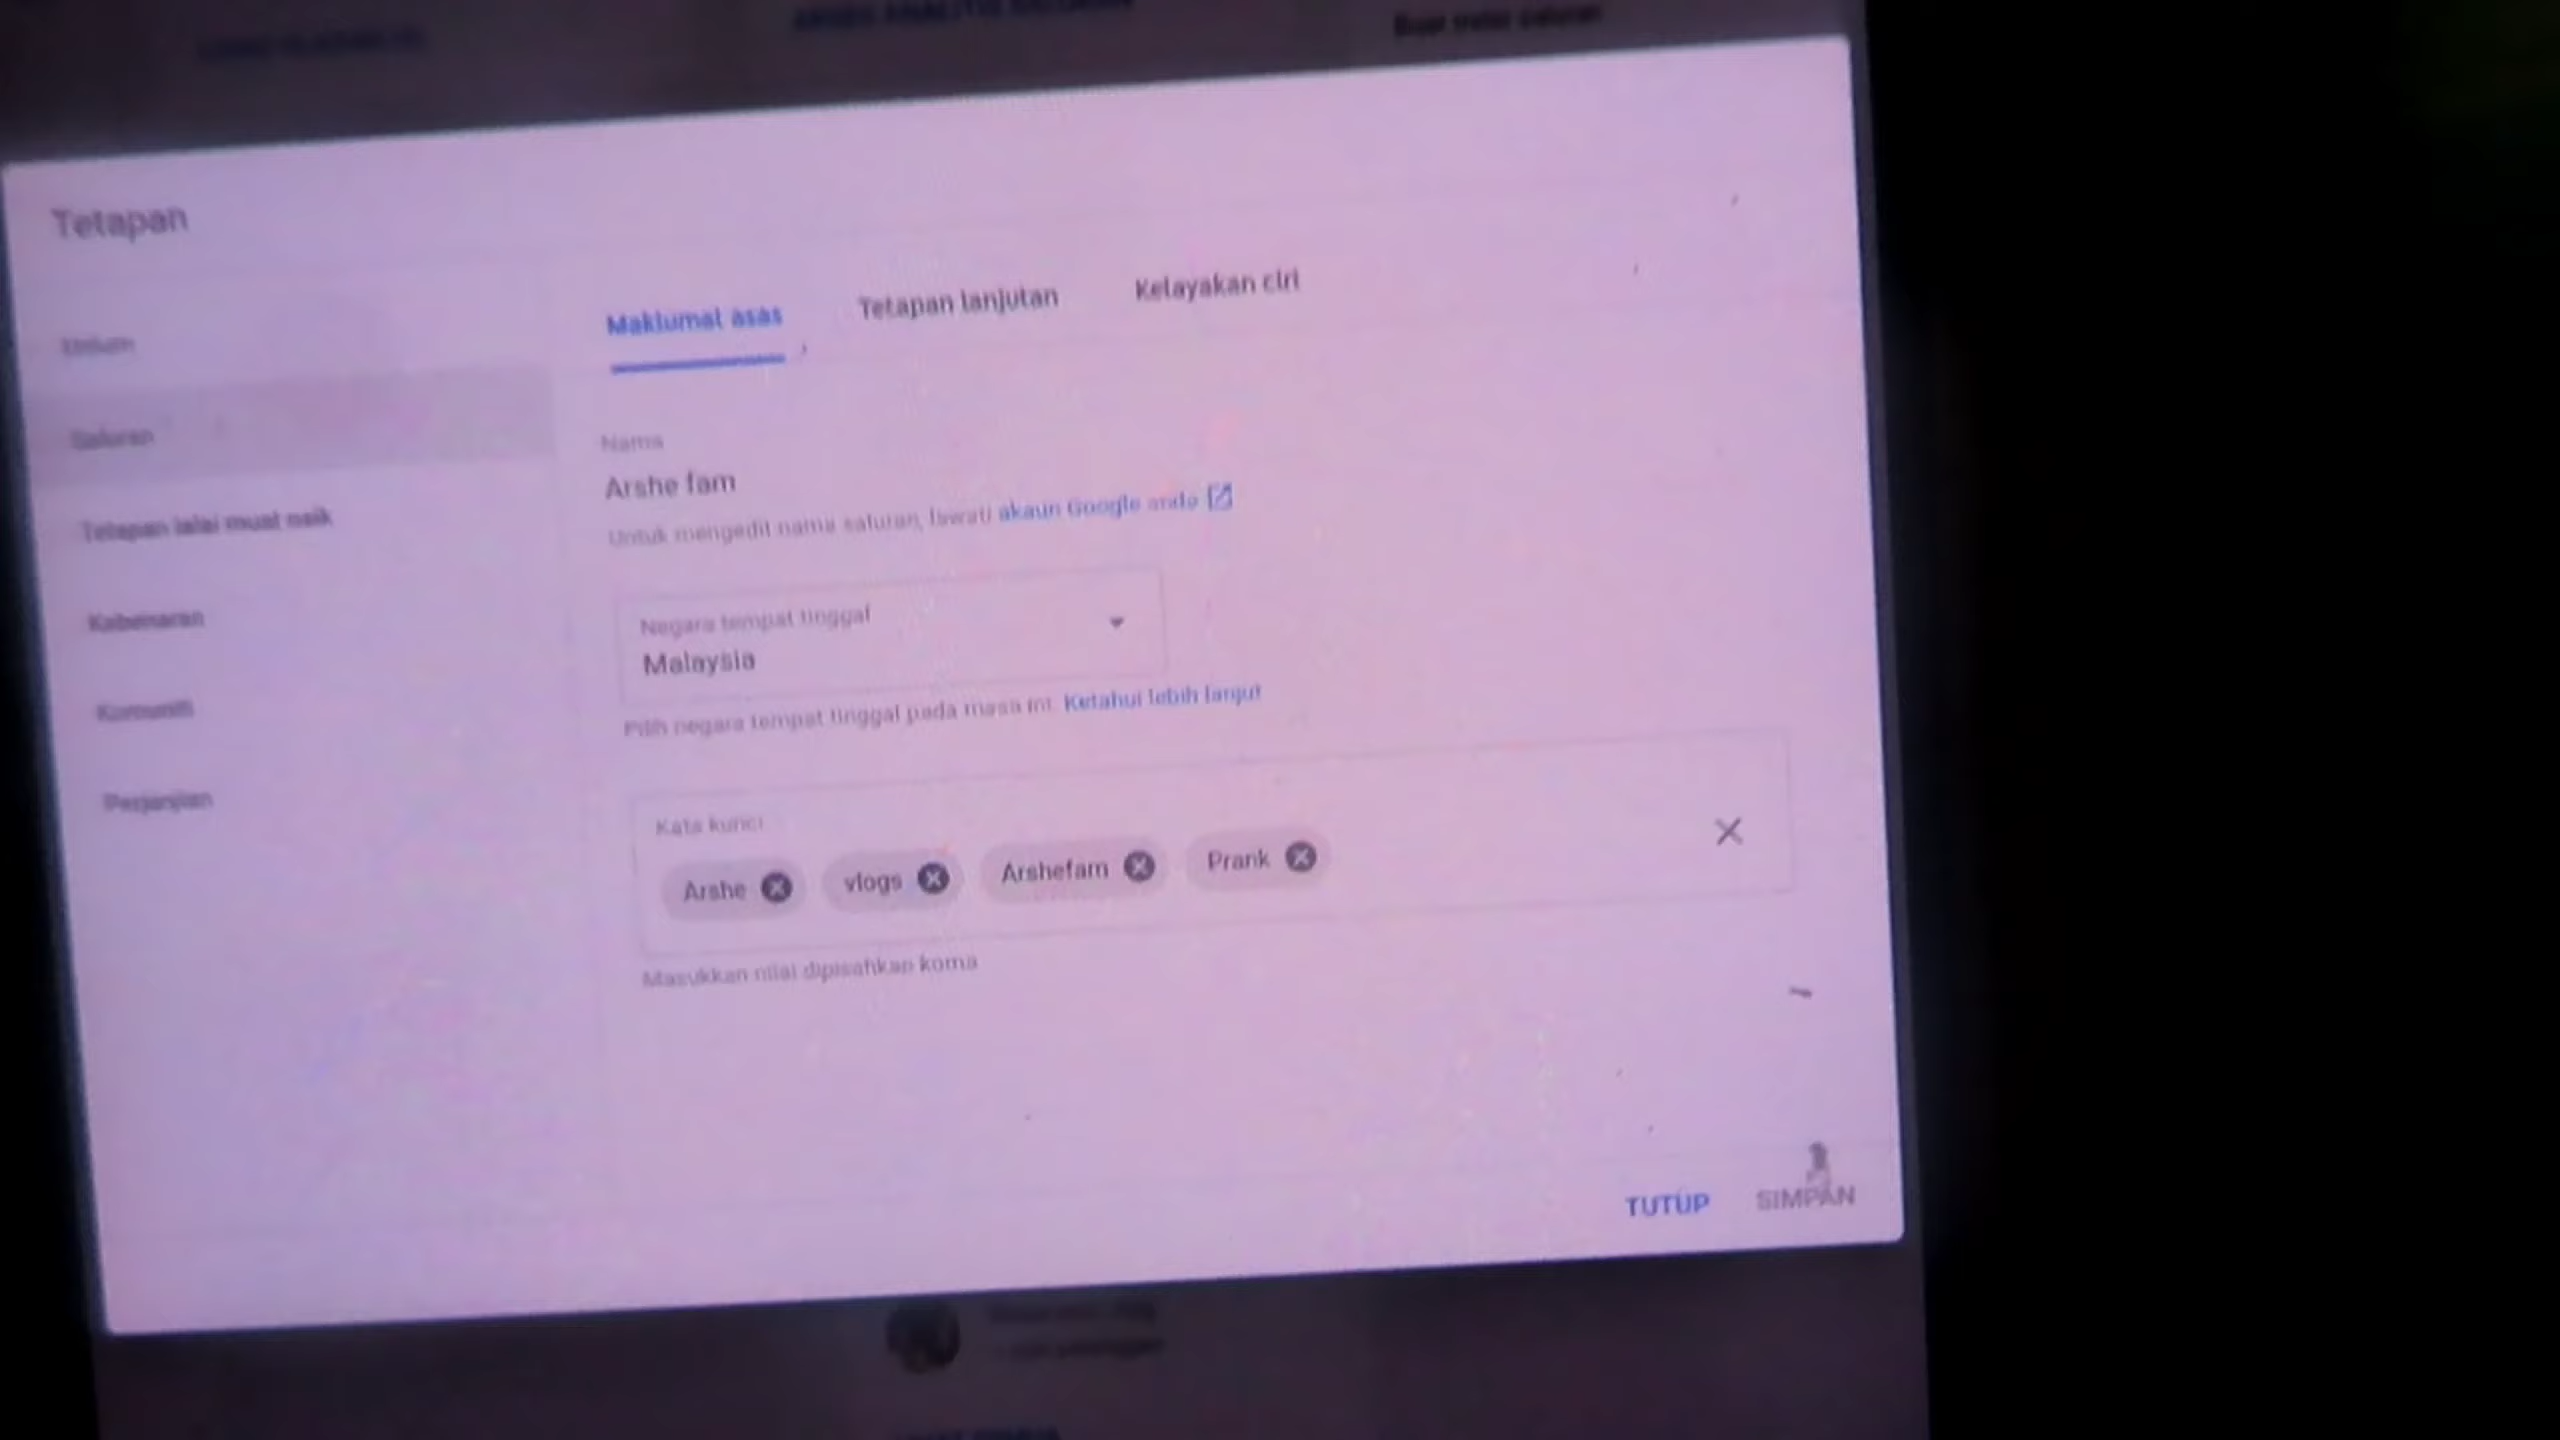 Tetapan
Maklumat asas
Tetapan lanjutan
Kelayakan ciri
Umum
Saluran
Tetapan lalai muat naik
Kebenaran
Komuniti
Perjanjian
Nama
Arshe fam
Untuk mengedit nama saluran, lawati akaun Google anda
Negara tempat tinggal
Malaysia
Pilih negara tempat tinggal pada masa ini. Ketahui lebih lanjut
Kata kunci
Arshe
vlogs
Arshefam
Prank
Masukkan nilai dipisahkan koma
TUTUP
SIMPAN